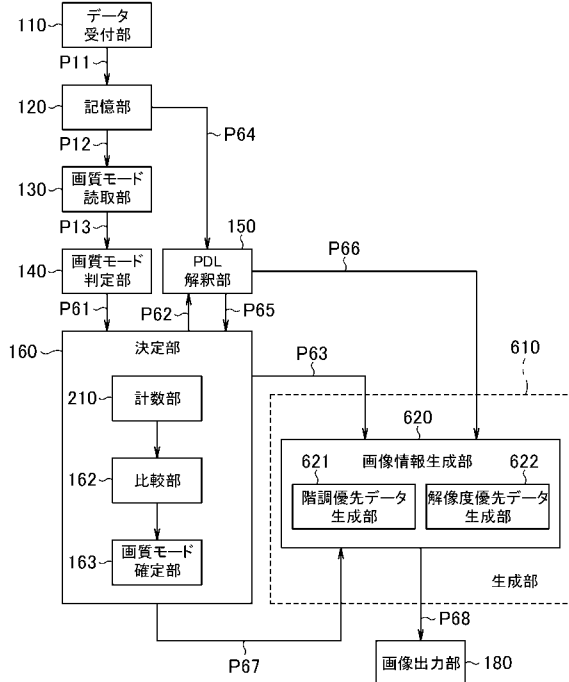 110
データ
受付部
P11
120
記憶部
P64
P12
130
画質モード
読取部
P13
150
140
画質モード
判定部
PDL
解釈部
P66
P61
P62
P65
160
決定部
P63
610
210
計数部
620
画像情報生成部
162
比較部
621
階調優先データ
生成部
622
解像度優先データ
生成部
163
画質モード
確定部
生成部
P67
P68
画像出力部
180